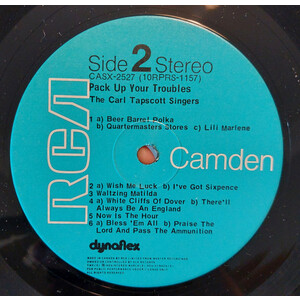 Side 2 Stereo
CASX-2527 (10RPRS-1157)
Pack Up Your Troubles
The Carl Tapscott Singers
1 a) Beer Barrel Polka
b) Quartermasters Stores c) Lili Marlene
RCA
Camden
2 a) Wish Me Luck b) I've Got Sixpence
3 Waltzing Matilda
4 a) White Cliffs Of Dover b) There'll
Always Be An England
5 Now Is The Hour
6 a) Bless 'Em All b) Praise The
Lord And Pass The Ammunition
dynaflex